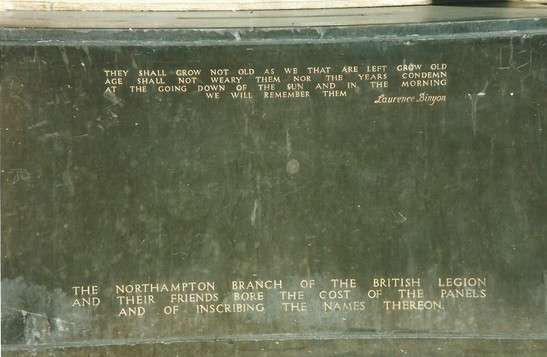 THEY SHALL GROW NOT OLD AS WE THAT ARE LEFT GROW OLD
AGE SHALL NOT WEARY THEM NOR THE YEARS CONDEMN
AT THE GOING DOWN OF THE SUN AND IN THE MORNING
WE WILL REMEMBER THEM Laurence Binyon
THE NORTHAMPTON BRANCH OF THE BRITISH LEGION
AND THEIR FRIENDS BORE THE COST OF THE PANELS
AND OF INSCRIBING THE NAMES THEREON.